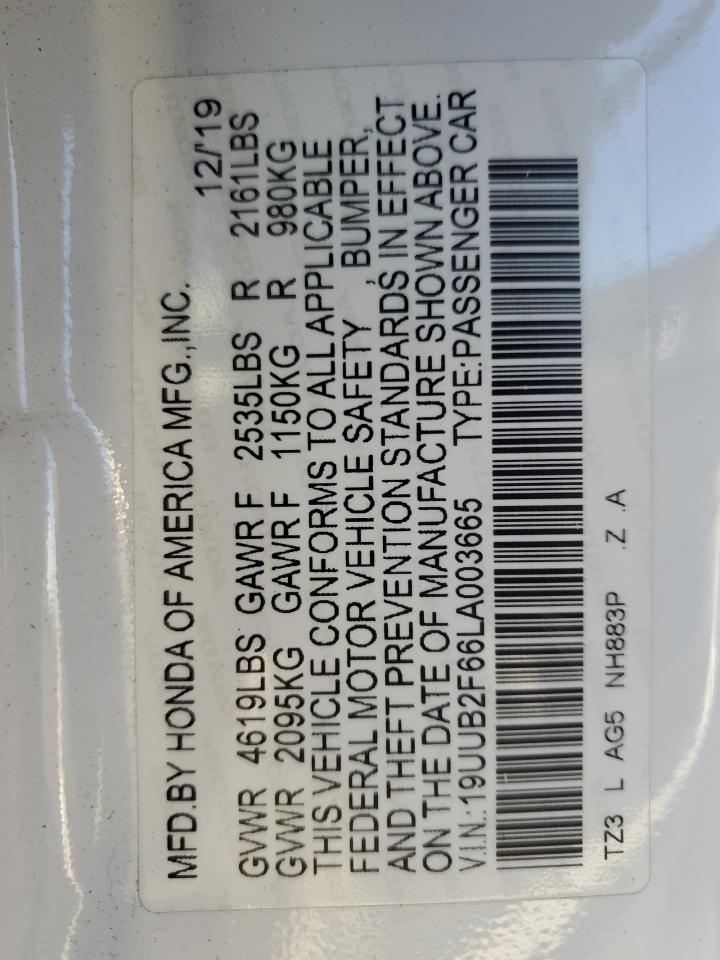 MFD.BY HONDA OF AMERICA MFG.,INC. 12/'19
GVWR 4619LBS GAWR F 2535LBS R 2161LBS
GVWR 2095KG GAWR F 1150KG R 980KG
THIS VEHICLE CONFORMS TO ALL APPLICABLE
FEDERAL MOTOR VEHICLE SAFETY , BUMPER,
AND THEFT PREVENTION STANDARDS IN EFFECT
ON THE DATE OF MANUFACTURE SHOWN ABOVE.
V.I.N.:19UUB2F66LA003665 TYPE:PASSENGER CAR
TZ3 L AG5 NH883P .Z .A